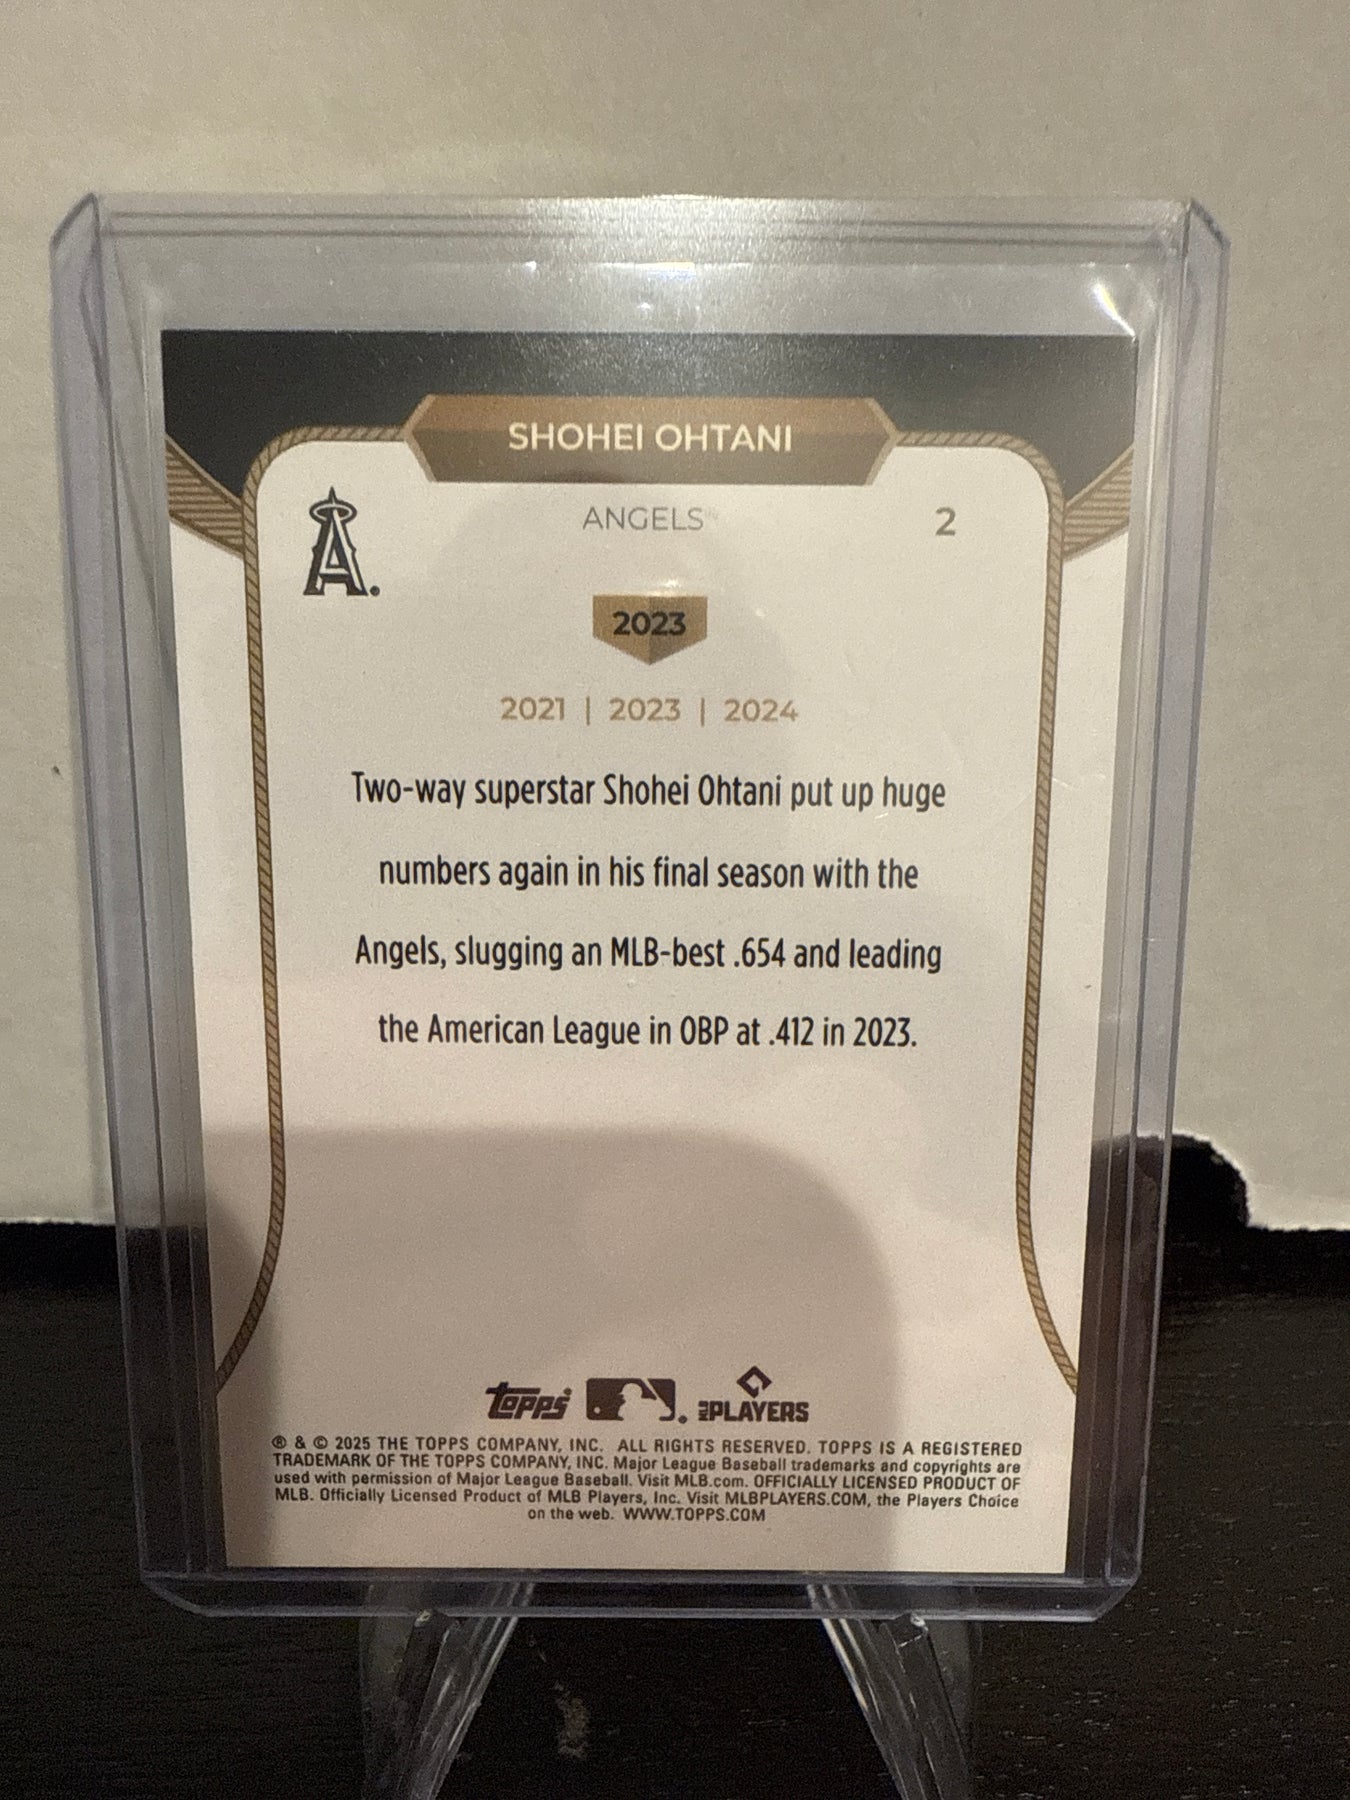 SHOHEI OHTANI
ANGELS™
2
2023
2021 | 2023 | 2024
Two-way superstar Shohei Ohtani put up huge
numbers again in his final season with the
Angels, slugging an MLB-best .654 and leading
the American League in OBP at .412 in 2023.
topps MLB PLAYERS
® & © 2025 THE TOPPS COMPANY, INC. ALL RIGHTS RESERVED. TOPPS IS A REGISTERED
TRADEMARK OF THE TOPPS COMPANY, INC. Major League Baseball trademarks and copyrights are
used with permission of Major League Baseball. Visit MLB.com. OFFICIALLY LICENSED PRODUCT OF
MLB. Officially Licensed Product of MLB Players, Inc. Visit MLBPLAYERS.COM, the Players Choice
on the web. WWW.TOPPS.COM